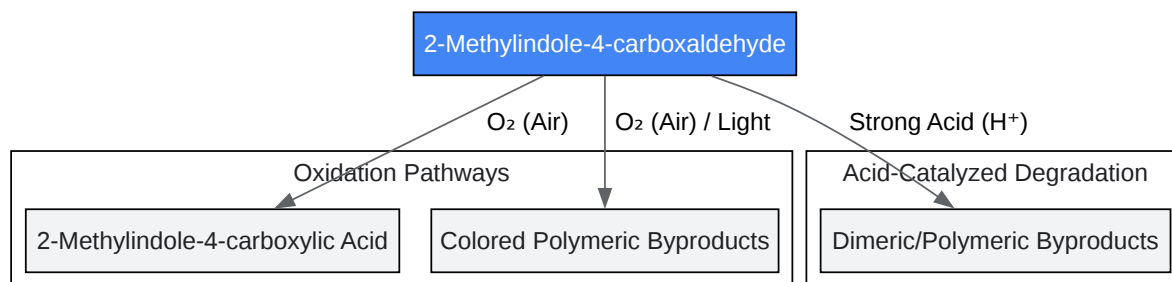 2-Methylindole-4-carboxaldehyde
O₂ (Air)
O₂ (Air) / Light
Strong Acid (H⁺)
Oxidation Pathways
Acid-Catalyzed Degradation
2-Methylindole-4-carboxylic Acid
Colored Polymeric Byproducts
Dimeric/Polymeric Byproducts